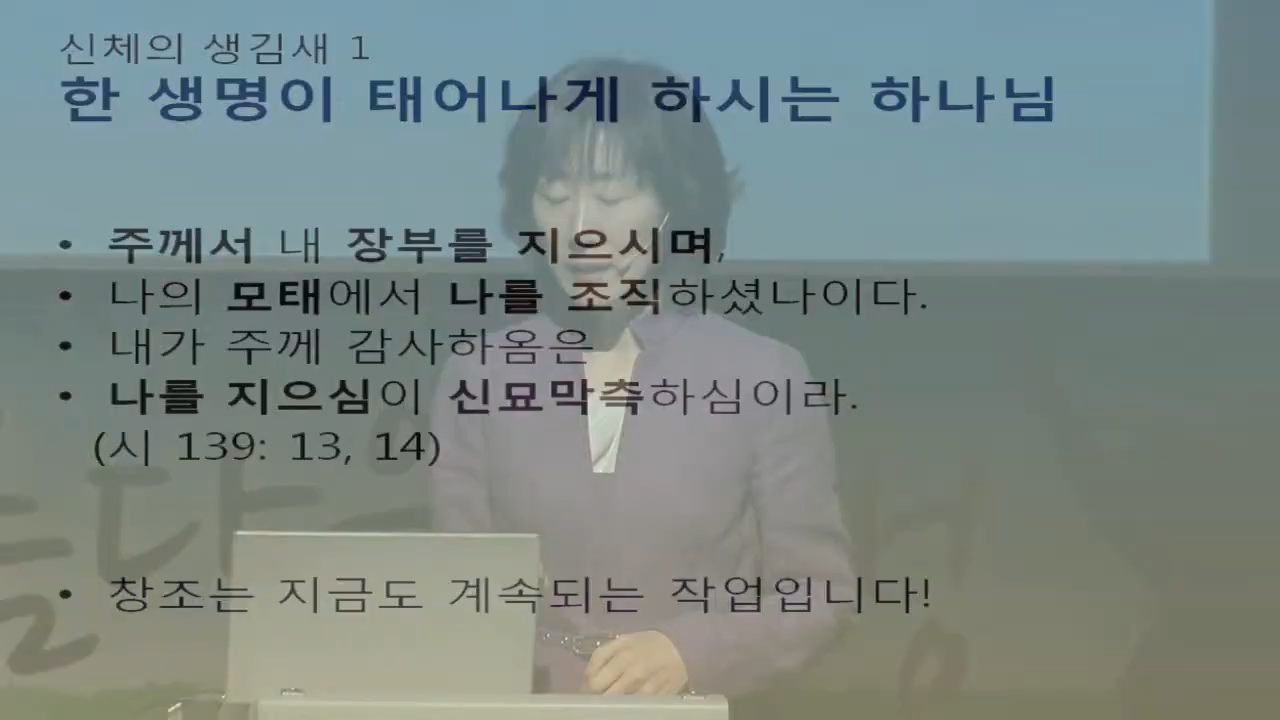 신체의 생김새 1
한 생명이 태어나게 하시는 하나님
• 주께서 내 장부를 지으시며,
• 나의 모태에서 나를 조직하셨나이다.
• 내가 주께 감사하옴은
• 나를 지으심이 신묘막측하심이라.
(시 139: 13, 14)
• 창조는 지금도 계속되는 작업입니다!